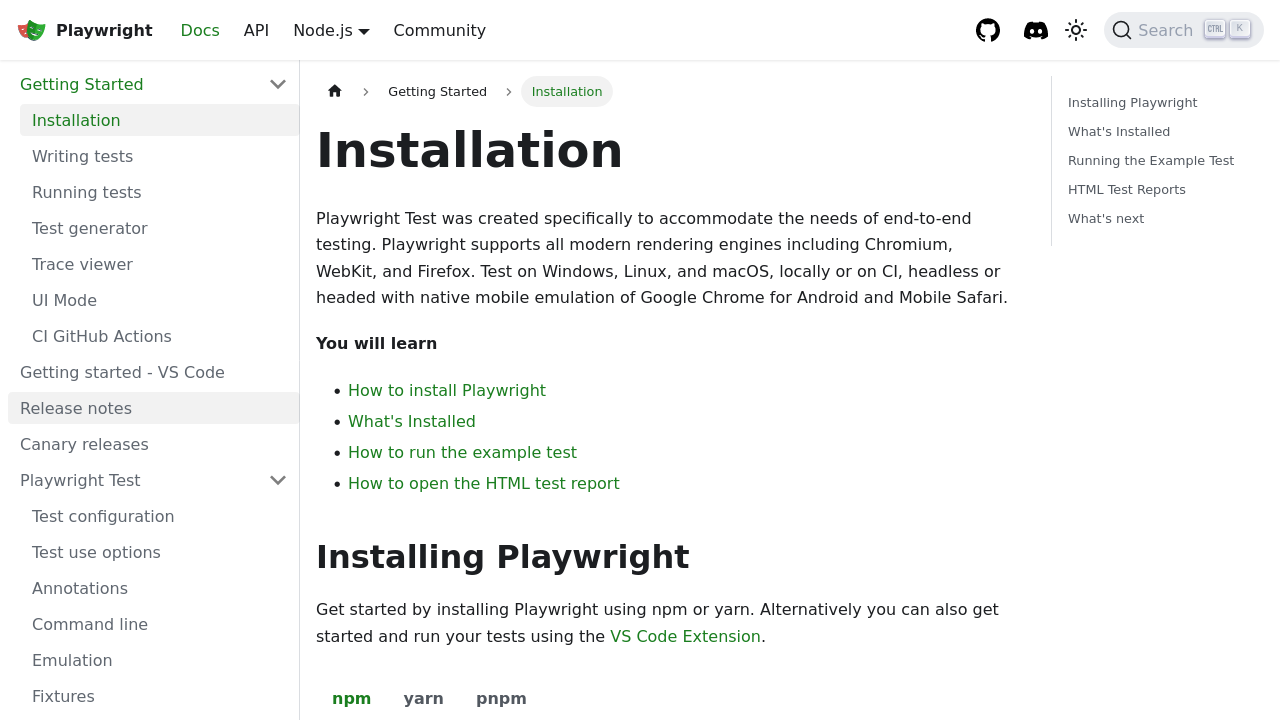 Playwright
Docs
API
Node.js
Community
Search
CTRL
K
Getting Started
Installation
Writing tests
Running tests
Test generator
Trace viewer
UI Mode
CI GitHub Actions
Getting started - VS Code
Release notes
Canary releases
Playwright Test
Test configuration
Test use options
Annotations
Command line
Emulation
Fixtures
Getting Started
Installation
Installation
Playwright Test was created specifically to accommodate the needs of end-to-end
testing. Playwright supports all modern rendering engines including Chromium,
WebKit, and Firefox. Test on Windows, Linux, and macOS, locally or on CI, headless or
headed with native mobile emulation of Google Chrome for Android and Mobile Safari.
You will learn
• How to install Playwright
• What's Installed
• How to run the example test
• How to open the HTML test report
Installing Playwright
Get started by installing Playwright using npm or yarn. Alternatively you can also get
started and run your tests using the VS Code Extension.
npm
yarn
pnpm
Installing Playwright
What's Installed
Running the Example Test
HTML Test Reports
What's next